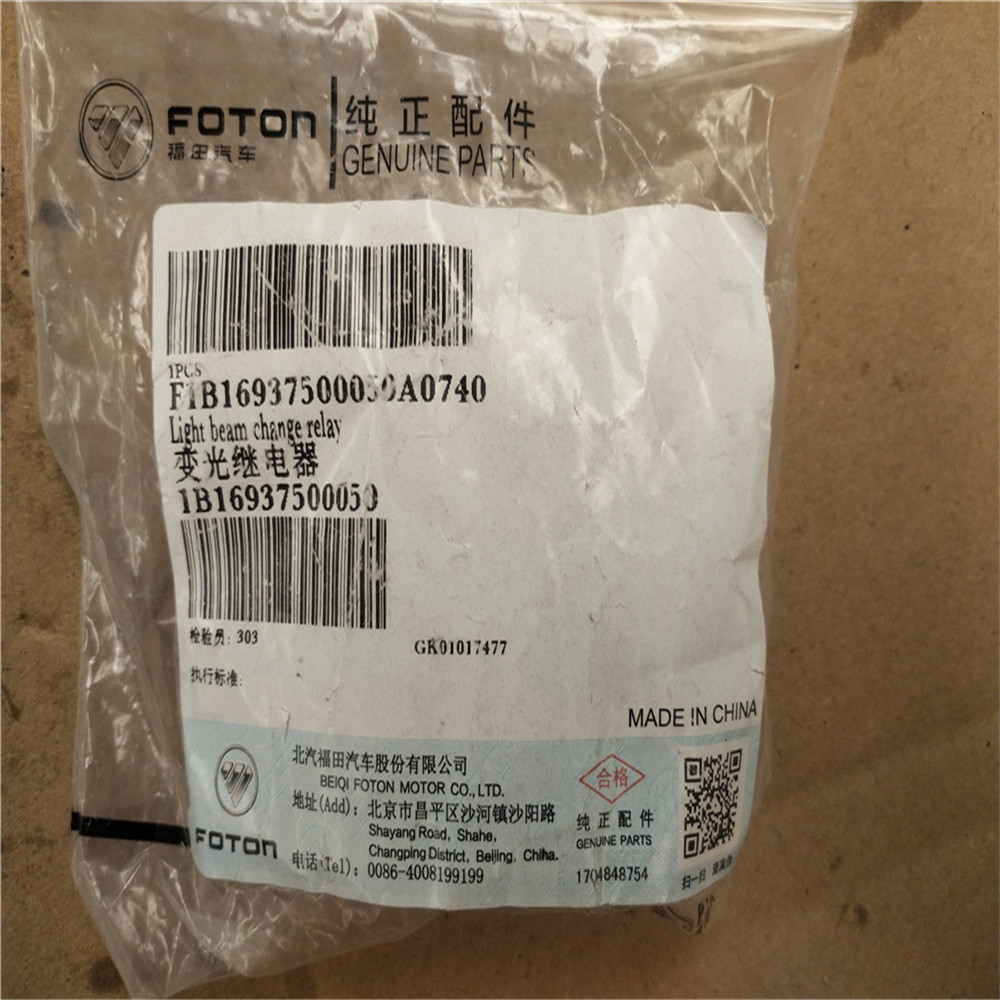 FOTON
福田汽车
纯正配件
GENUINE PARTS
1PCS
F1B16937500050A0740
Light beam change relay
变光继电器
1B16937500050
检验员: 303
GK01017477
执行标准:
MADE IN CHINA
FOTON
北汽福田汽车股份有限公司
BEIQI FOTON MOTOR CO., LTD.
地址(Add): 北京市昌平区沙河镇沙阳路
Shayang Road, Shahe,
Changping District, Beijing, China.
电话(Tel): 0086-4008199199
合格
纯正配件
GENUINE PARTS
1704848754
扫一扫